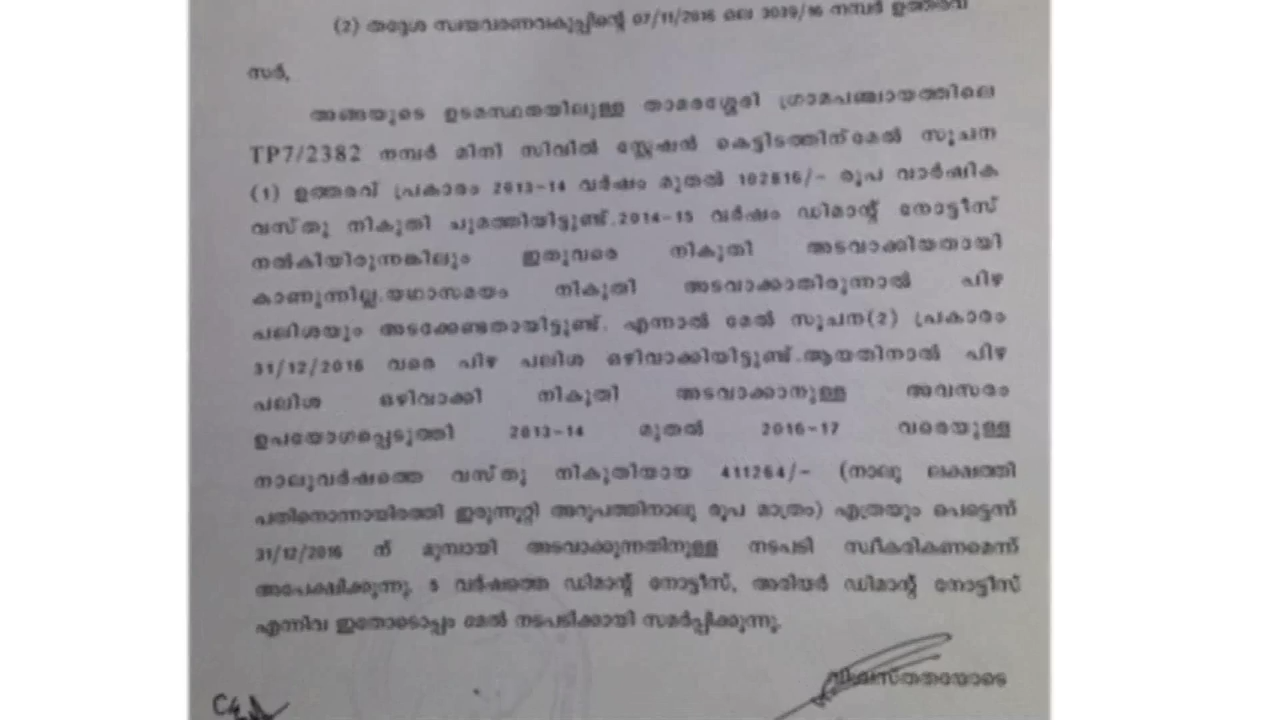 (2) തദ്ദേശ സ്വയംഭരണവകുപ്പിന്റെ 07/11/2016 ലെ 3029/16 നമ്പർ ഉത്തരവ്
സർ,
അങ്ങയുടെ ഉടമസ്ഥതയിലുള്ള താമരശ്ശേരി ഗ്രാമപഞ്ചായത്തിലെ
TP7/2382 നമ്പർ മിനി സിവിൽ സ്റ്റേഷൻ കെട്ടിടത്തിന് മേൽ സൂചന
(1) ഉത്തരവ് പ്രകാരം 2013-14 വർഷം മുതൽ 102816/- രൂപ വാർഷിക
വസ്തു നികുതി ചുമത്തിയിട്ടുണ്ട്.2014-15 വർഷം ഡിമാന്റ് നോട്ടീസ്
നൽകിയിരുന്നെങ്കിലും ഇതുവരെ നികുതി അടവാക്കിയതായി
കാണുന്നില്ല.യഥാസമയം നികുതി അടവാക്കാതിരുന്നാൽ പിഴ
പലിശയും അടക്കേണ്ടതായിട്ടുണ്ട്. എന്നാൽ മേൽ സൂചന(2) പ്രകാരം
31/12/2016 വരെ പിഴ പലിശ ഒഴിവാക്കിയിട്ടുണ്ട്.ആയതിനാൽ പിഴ
പലിശ ഒഴിവാക്കി നികുതി അടവാക്കാനുള്ള അവസരം
ഉപയോഗപ്പെടുത്തി 2013-14 മുതൽ 2016-17 വരെയുള്ള
നാലുവർഷത്തെ വസ്തു നികുതിയായ 411264/- (നാലു ലക്ഷത്തി
പതിനൊന്നായിരത്തി ഇരുന്നൂറ്റി അറുപത്തിനാലു രൂപ മാത്രം) എത്രയും പെട്ടെന്ന്
31/12/2016 ന് മുമ്പായി അടവാക്കുന്നതിനുള്ള നടപടി സ്വീകരിക്കണമെന്ന്
അപേക്ഷിക്കുന്നു. വർഷത്തെ ഡിമാന്റ് നോട്ടീസ്, അരിയർ ഡിമാന്റ് നോട്ടീസ്
എന്നിവ ഇതോടൊപ്പം മേൽ നടപടിക്കായി സമർപ്പിക്കുന്നു.
വിശ്വസ്തതയോടെ
C4